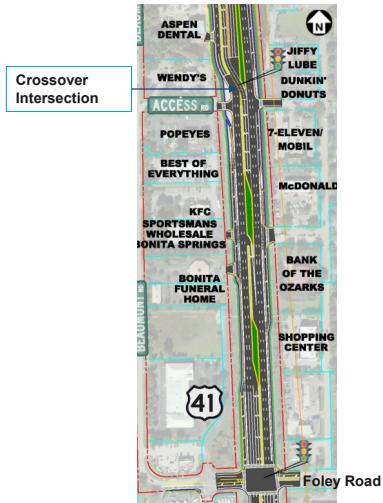 ASPEN
DENTAL
N
JIFFY
LUBE
Crossover
Intersection
WENDY'S
DUNKIN'
DONUTS
ACCESS RD
POPEYES
7-ELEVEN/
MOBIL
BEST OF
EVERYTHING
McDONALD
KFC
SPORTSMANS
WHOLESALE
BONITA SPRINGS
BANK
OF THE
OZARKS
BONITA
FUNERAL
HOME
BEAUMONT RD
SHOPPING
CENTER
41
Foley Road